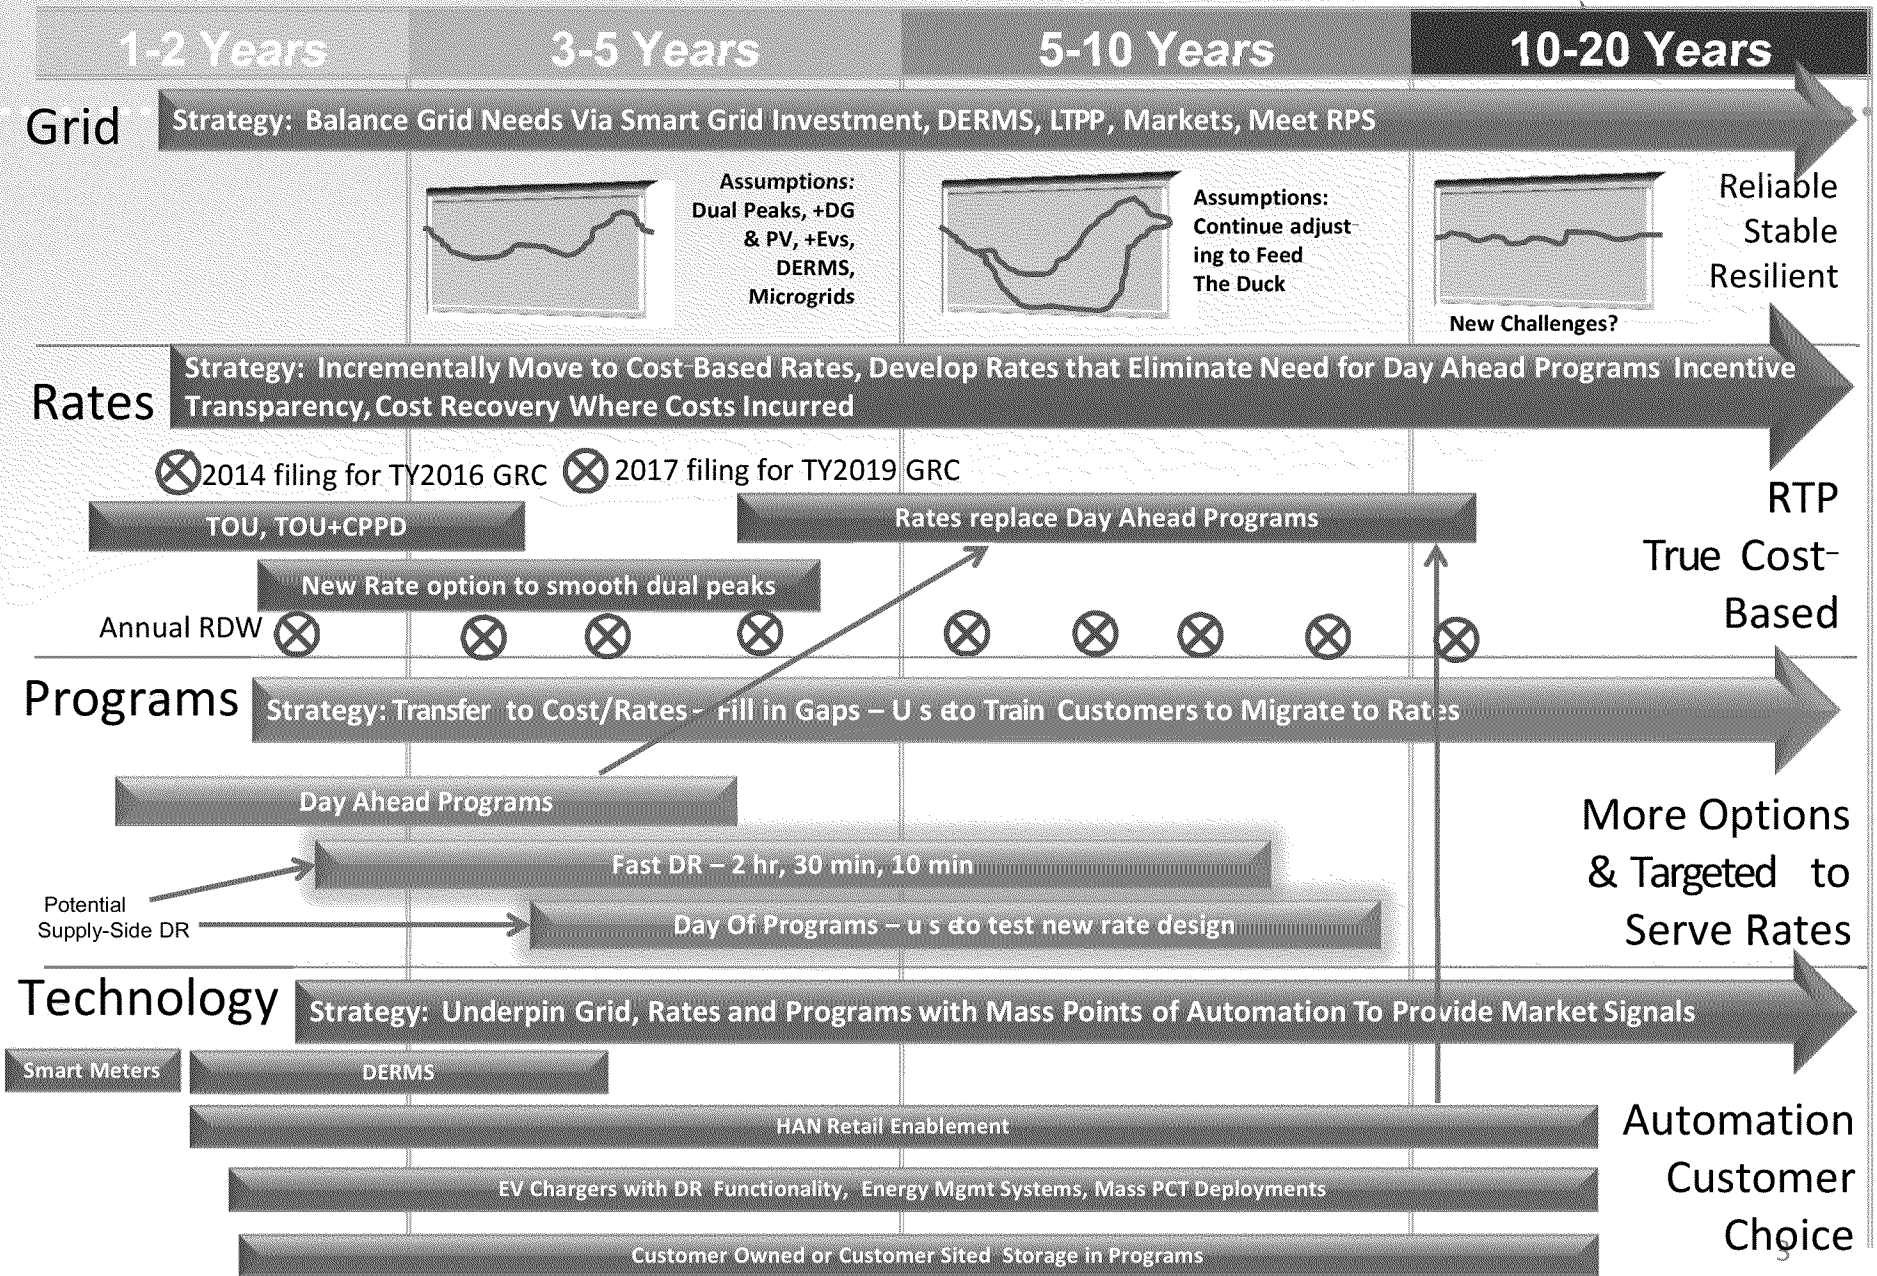 1-2 Years
3-5 Years
5-10 Years
10-20 Years
Grid
Strategy: Balance Grid Needs Via Smart Grid Investment, DERMS, LTPP, Markets, Meet RPS
Assumptions:
Dual Peaks, +DG
& PV, +Evs,
DERMS,
Microgrids
Assumptions:
Continue adjust-
ing to Feed
The Duck
New Challenges?
Reliable
Stable
Resilient
Rates
Strategy: Incrementally Move to Cost-Based Rates, Develop Rates that Eliminate Need for Day Ahead Programs Incentive
Transparency, Cost Recovery Where Costs Incurred
2014 filing for TY2016 GRC
2017 filing for TY2019 GRC
TOU, TOU+CPPD
Rates replace Day Ahead Programs
New Rate option to smooth dual peaks
Annual RDW
RTP
True Cost-
Based
Programs
Strategy: Transfer to Cost/Rates - Fill in Gaps – U s to Train Customers to Migrate to Rates
Day Ahead Programs
Fast DR – 2 hr, 30 min, 10 min
Day Of Programs – u s to test new rate design
Potential
Supply-Side DR
More Options
& Targeted to
Serve Rates
Technology
Strategy: Underpin Grid, Rates and Programs with Mass Points of Automation To Provide Market Signals
Smart Meters
DERMS
HAN Retail Enablement
EV Chargers with DR Functionality, Energy Mgmt Systems, Mass PCT Deployments
Customer Owned or Customer Sited Storage in Programs
Automation
Customer
Choice
3